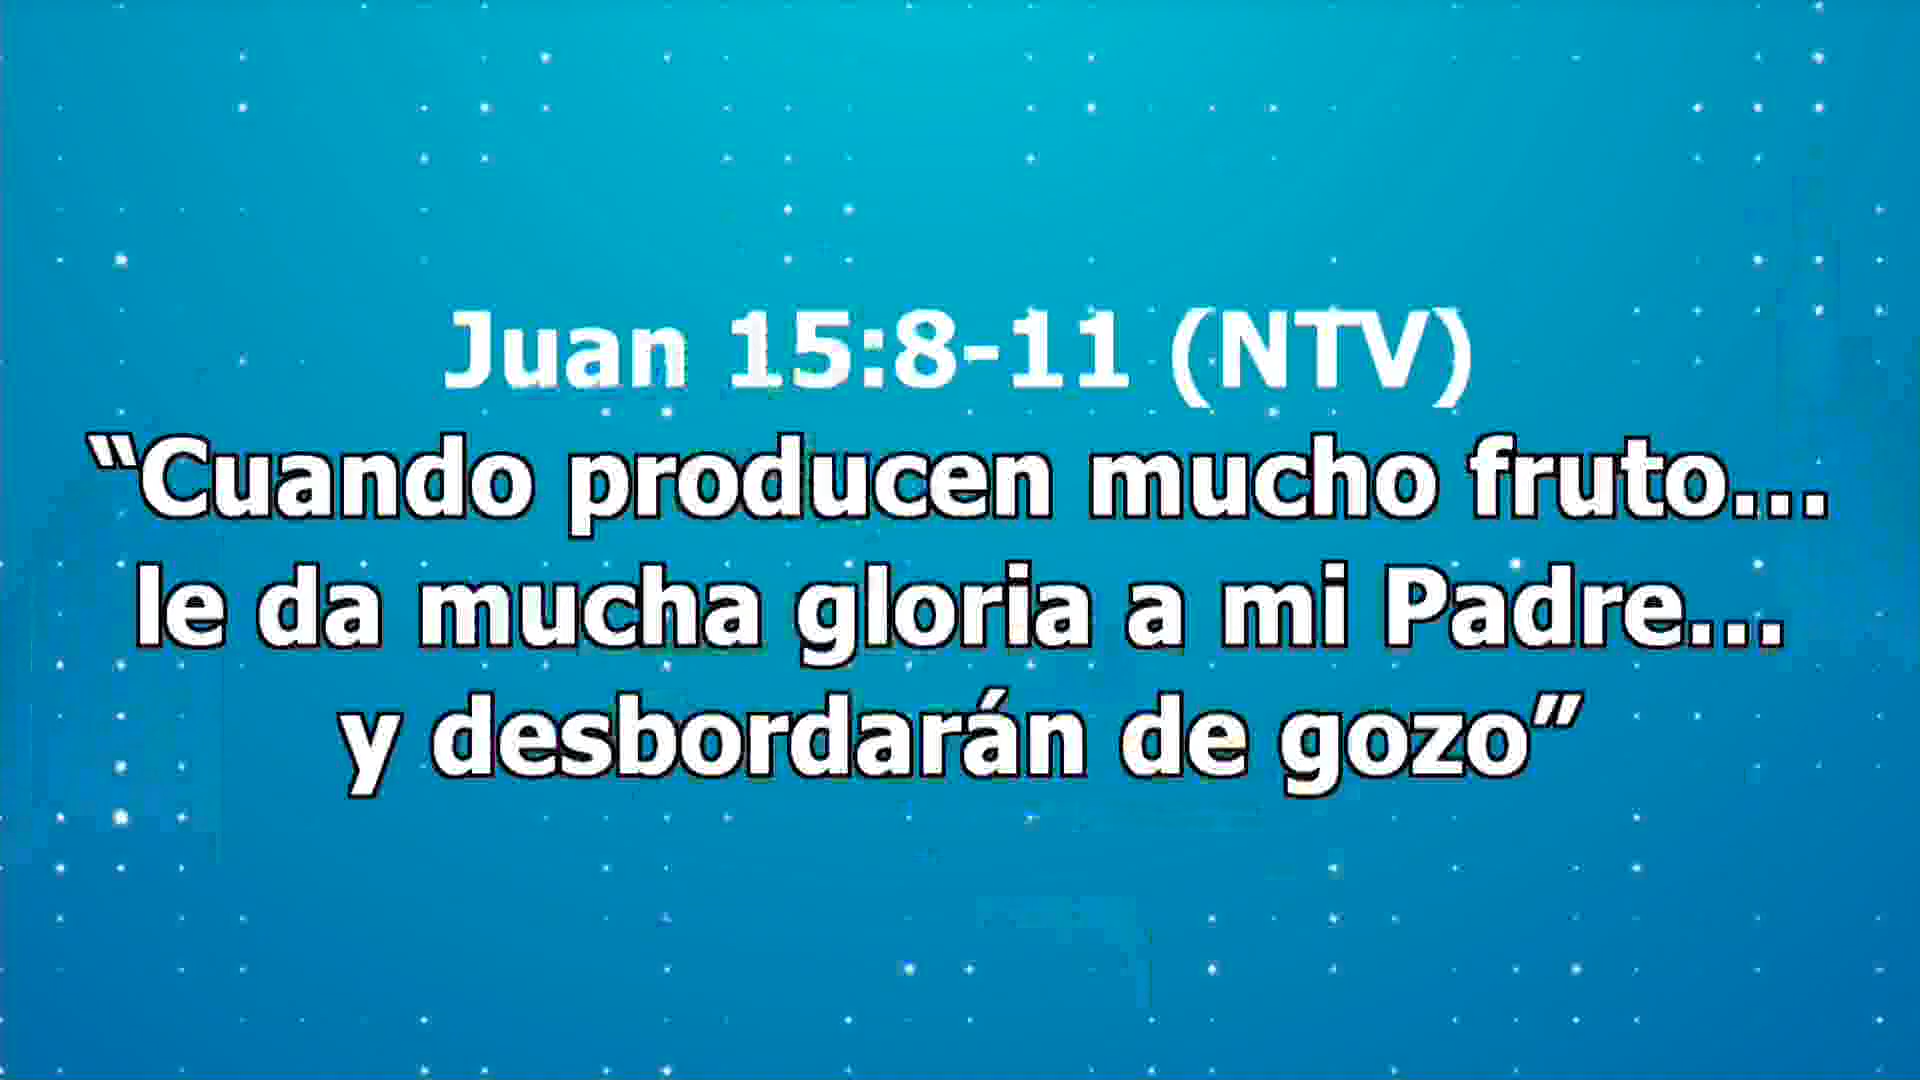 Juan 15:8-11 (NTV)
“Cuando producen mucho fruto...
le da mucha gloria a mi Padre...
y desbordarán de gozo”